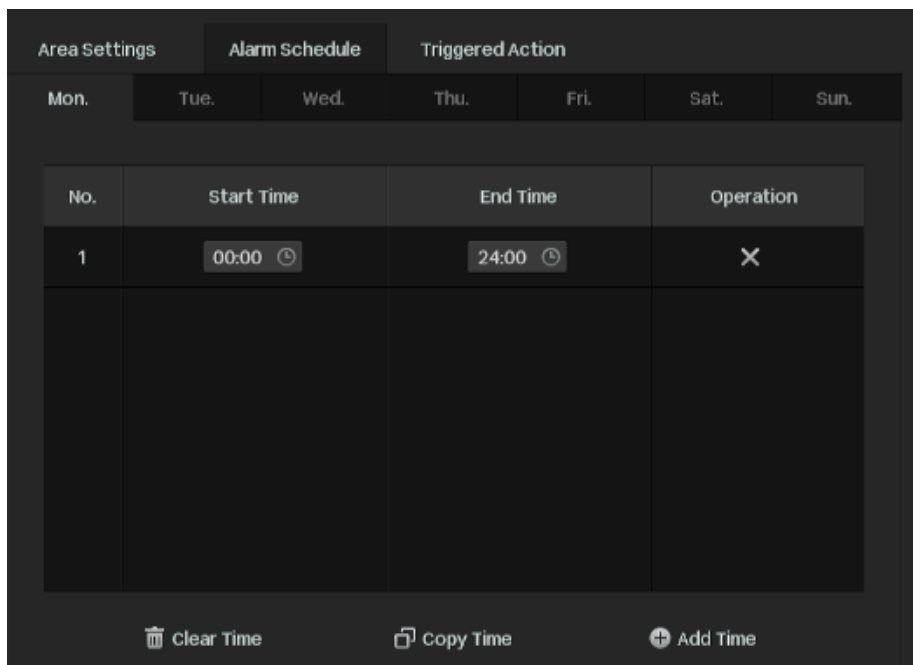 Area Settings Alarm Schedule Triggered Action
Mon. Tue. Wed. Thu. Fri. Sat. Sun.
No. Start Time End Time Operation
1 00:00 24:00
Clear Time Copy Time Add Time